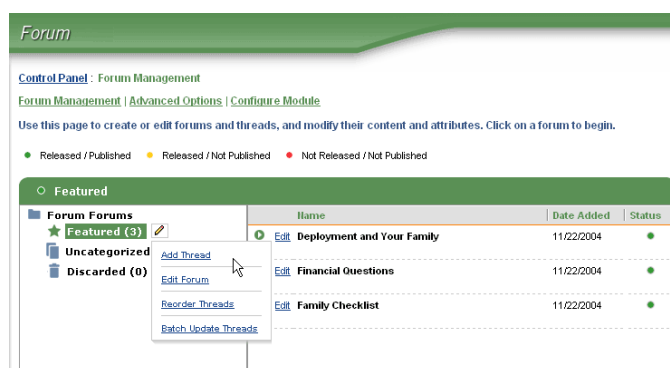 Forum
Control Panel : Forum Management
Forum Management | Advanced Options | Configure Module
Use this page to create or edit forums and threads, and modify their content and attributes. Click on a forum to begin.
Released / Published Released / Not Published Not Released / Not Published
Featured
Forum Forums
Featured (3)
Uncategorized
Discarded (0)
Add Thread
Edit Forum
Reorder Threads
Batch Update Threads
Name Date Added Status
Edit Deployment and Your Family 11/22/2004
Edit Financial Questions 11/22/2004
Edit Family Checklist 11/22/2004